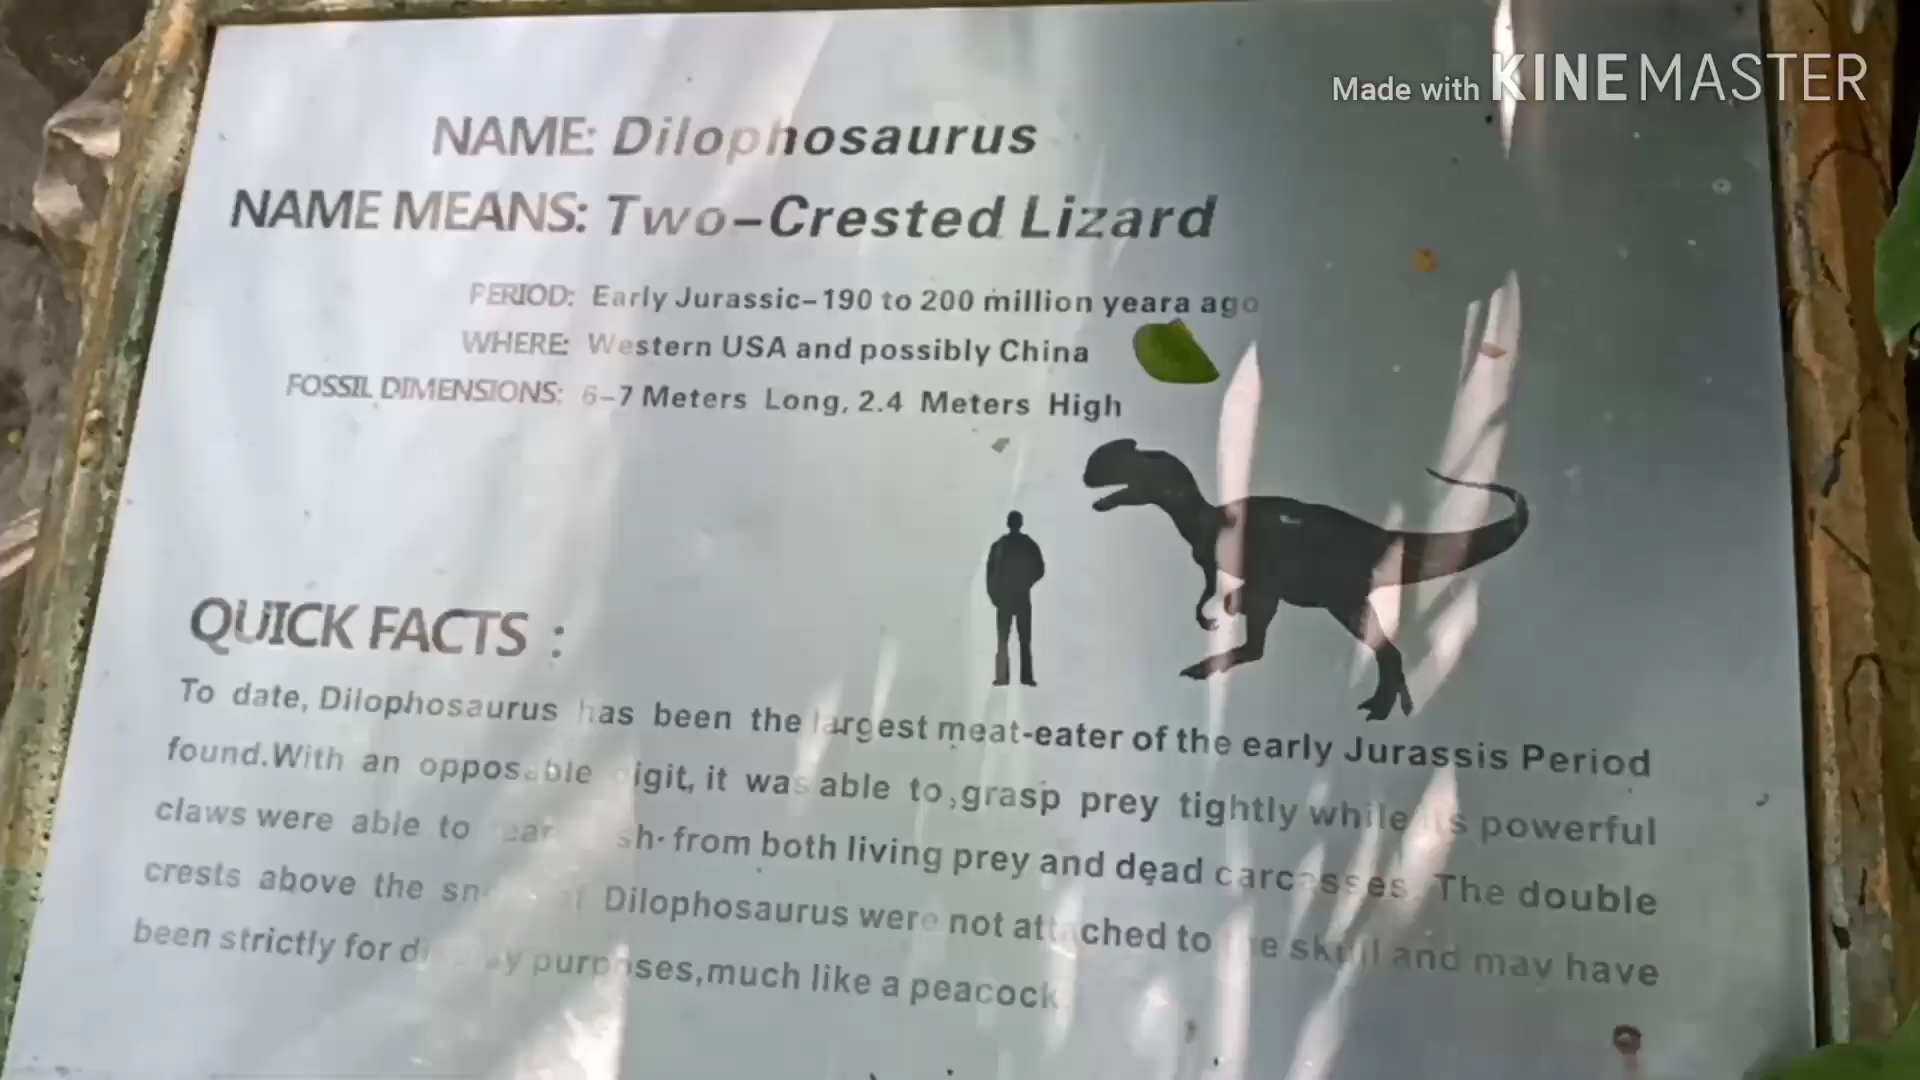 Made with KINEMASTER
NAME: Dilophosaurus
NAME MEANS: Two-Crested Lizard
PERIOD: Early Jurassic-190 to 200 million yeara ago
WHERE: Western USA and possibly China
FOSSIL DIMENSIONS: 6-7 Meters Long, 2.4 Meters High
QUICK FACTS :
To date, Dilophosaurus has been the largest meat-eater of the early Jurassis Period
found.With an opposable digit, it was able to grasp prey tightly while its powerful
claws were able to from both living prey and dead carcasses. The double
crests above the Dilophosaurus were not attached to the skull and may have
been strictly for display purposes,much like a peacock